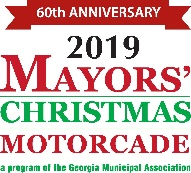 60th ANNIVERSARY
2019
MAYORS'
CHRISTMAS
MOTORCADE
a program of the Georgia Municipal Association